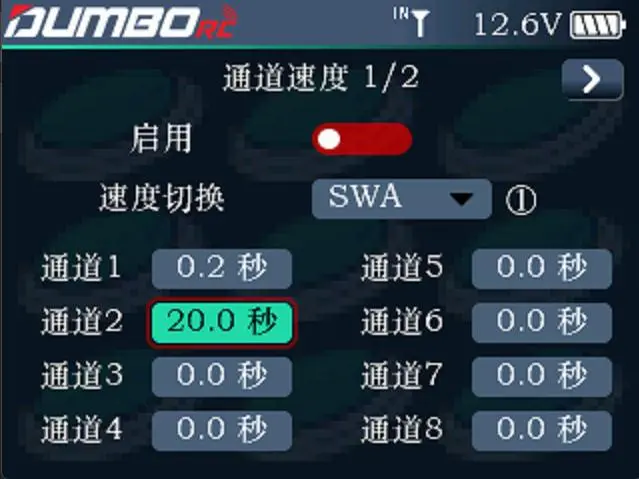 DUMBORC IN 12.6V
通道速度 1/2
启用
速度切换 SWA ①
通道1 0.2 秒 通道5 0.0 秒
通道2 20.0 秒 通道6 0.0 秒
通道3 0.0 秒 通道7 0.0 秒
通道4 0.0 秒 通道8 0.0 秒